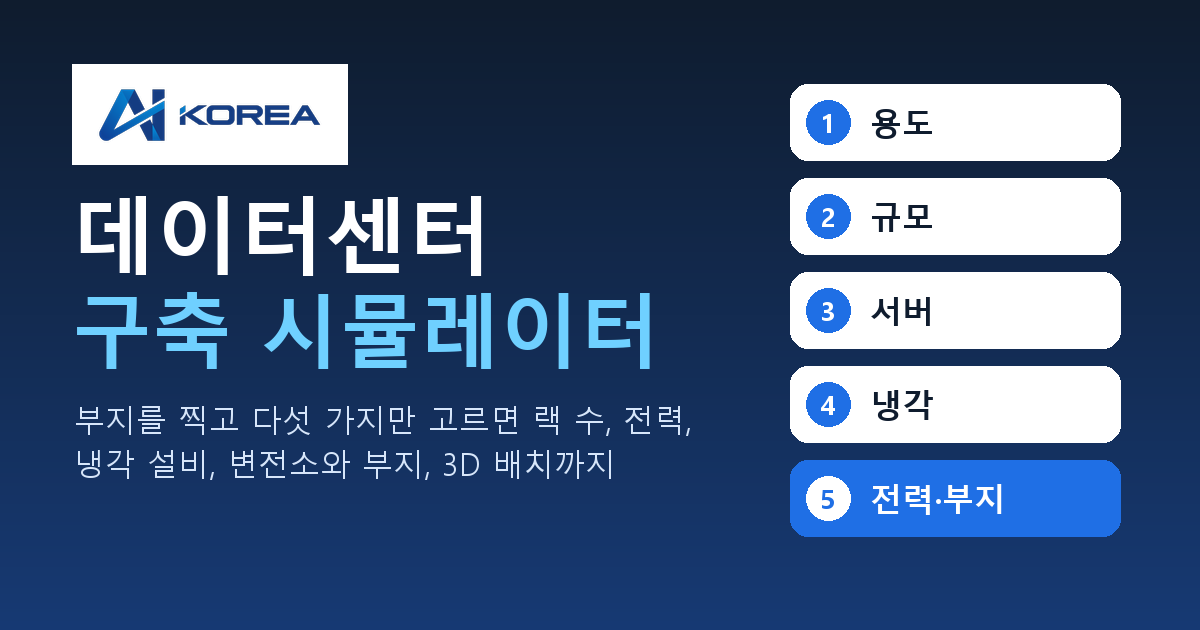 AI KOREA
데이터센터
구축 시뮬레이터
부지를 찍고 다섯 가지만 고르면 랙 수, 전력,
냉각 설비, 변전소와 부지, 3D 배치까지
1 용도
2 규모
3 서버
4 냉각
5 전력·부지